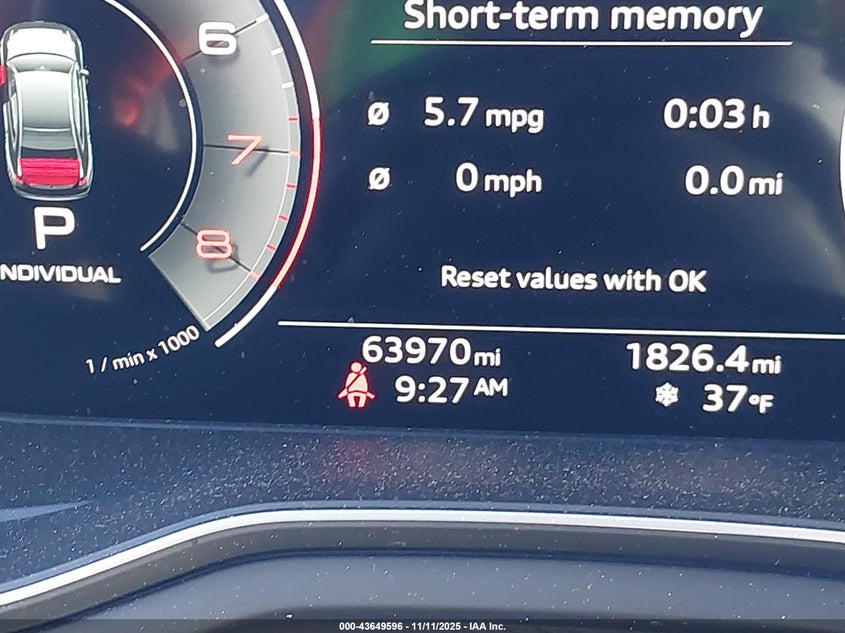 Short-term memory
6
ø 5.7 mpg 0:03 h
7
ø 0 mph 0.0 mi
P
8
NDIVIDUAL
Reset values with OK
1 / min x 1000
63970 mi 1826.4 mi
9:27 AM 37°F
000-43649596 - 11/11/2025 - IAA Inc.